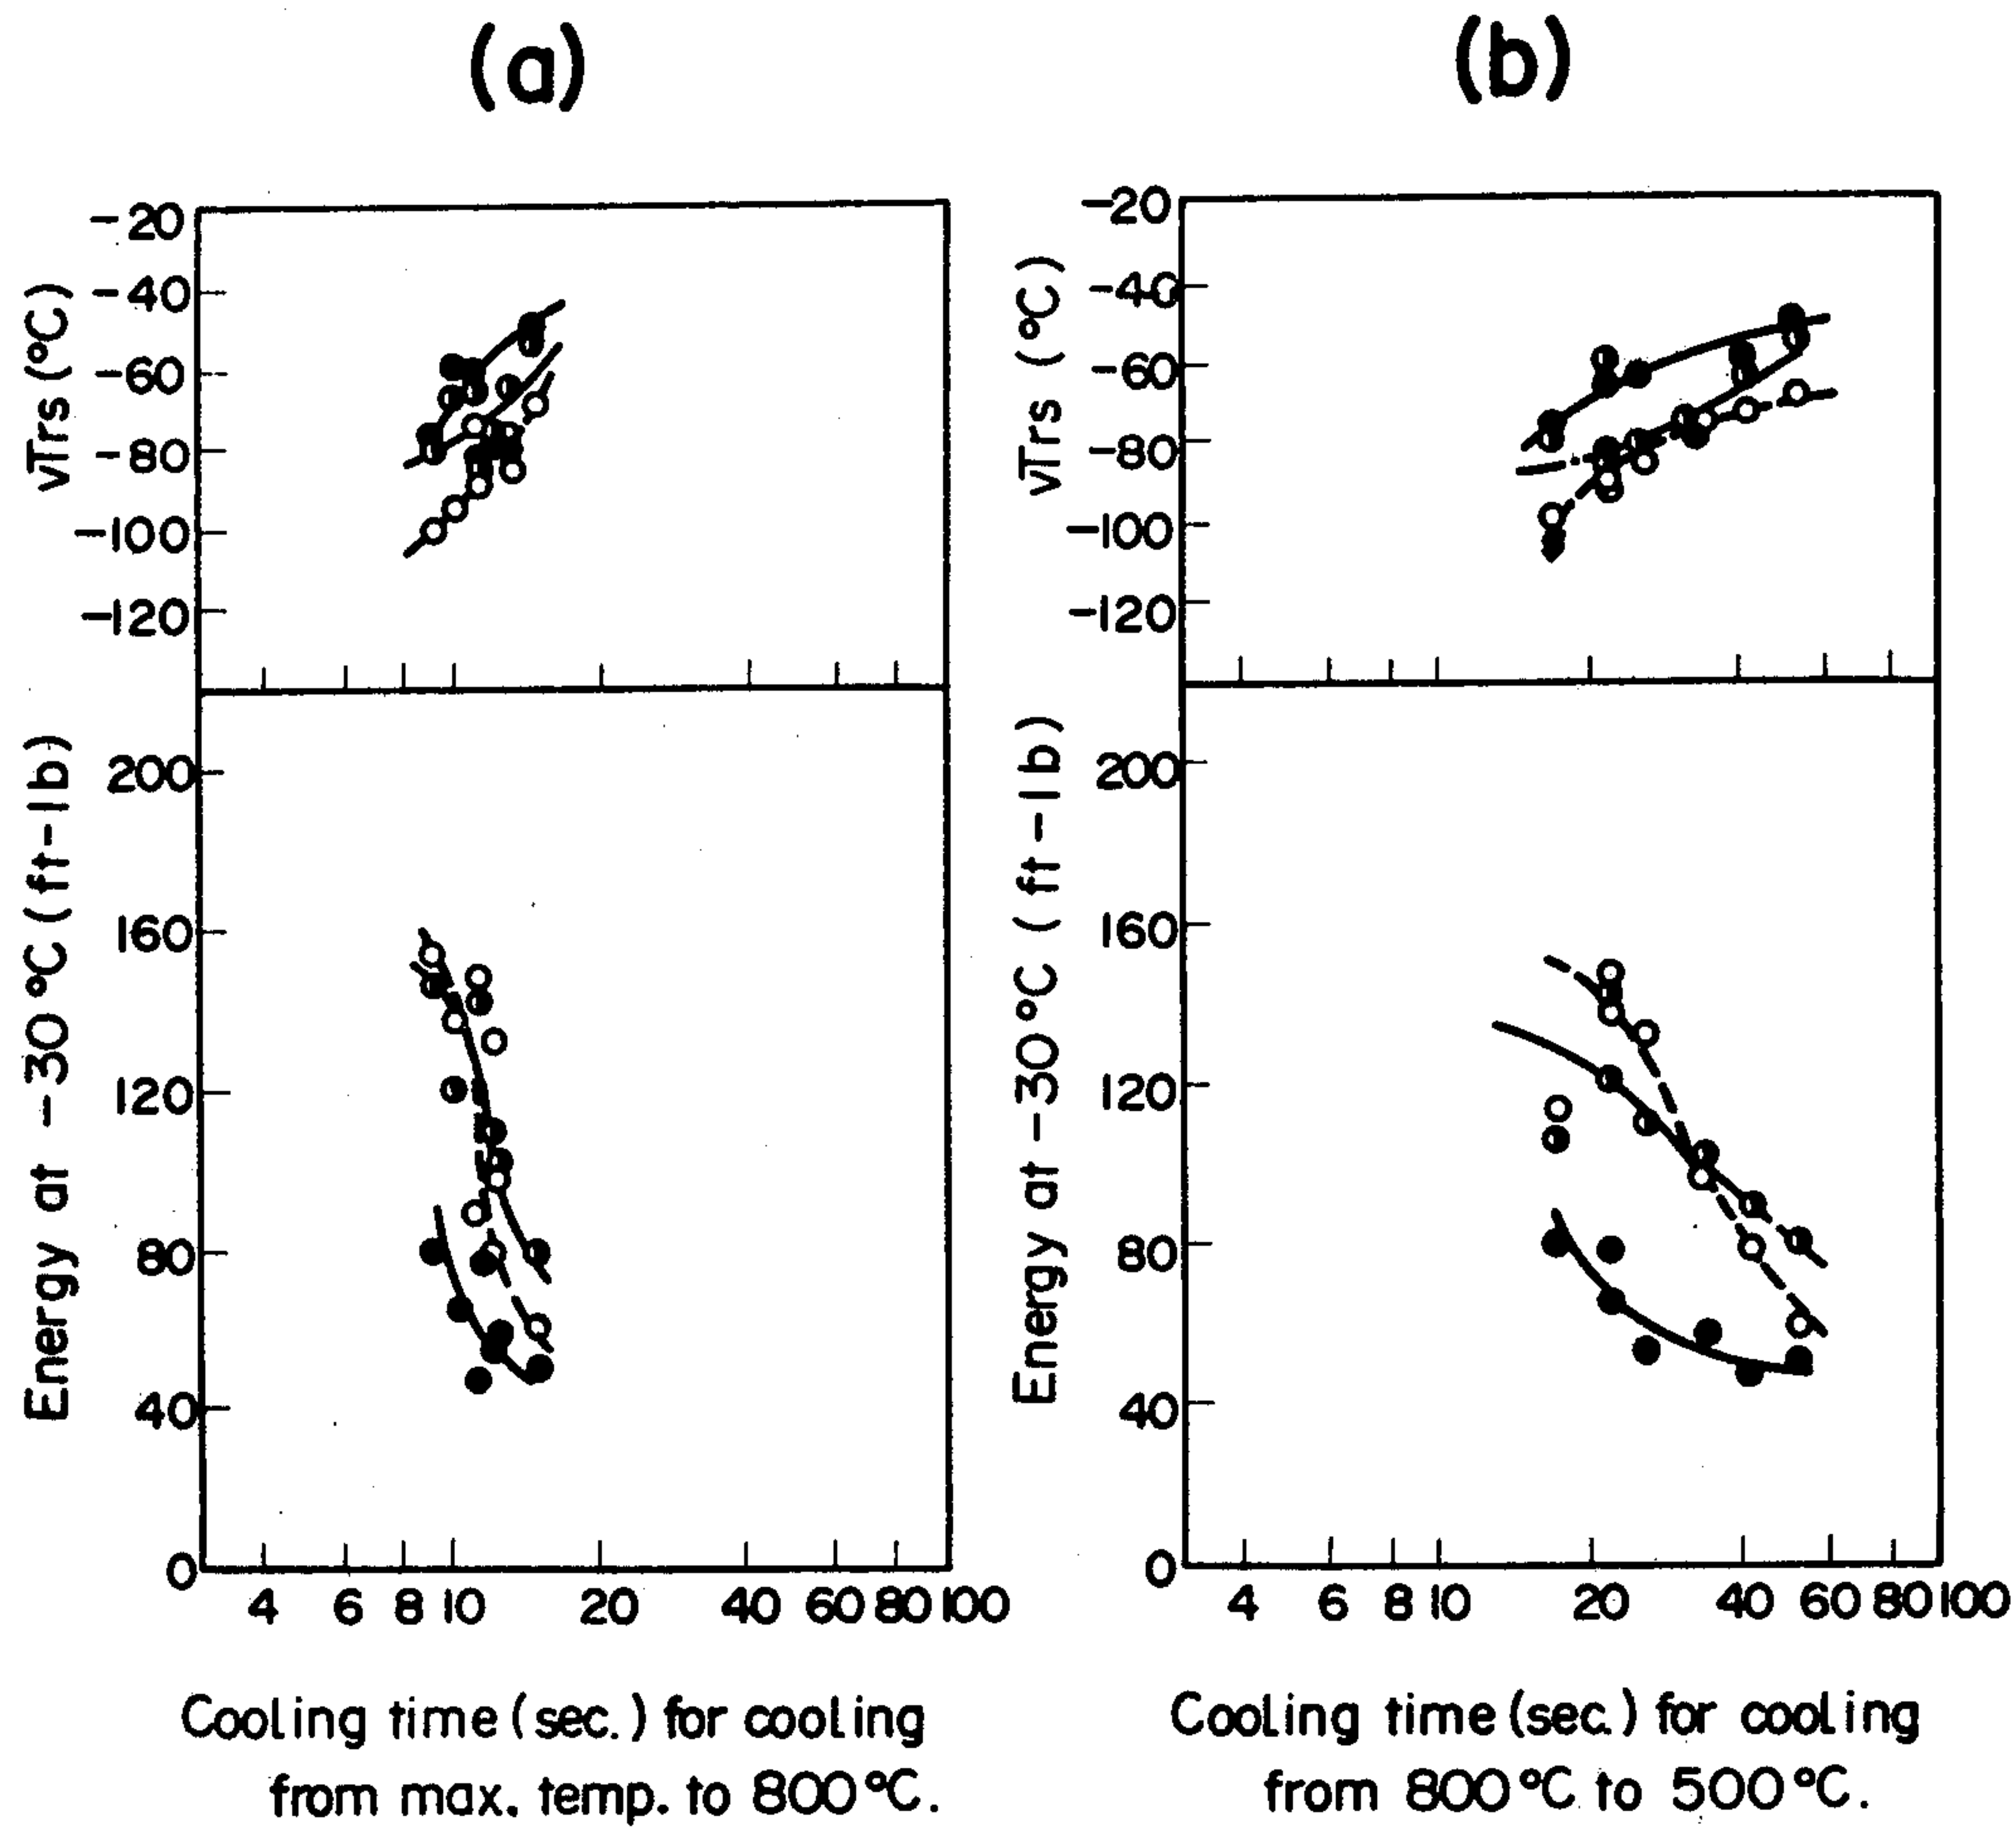 (a)
(b)
-20
-40
-60
-80
-100
-120
vTrs (°C)
200
160
120
80
40
0
Energy at -30°C (ft-lb)
4 6 8 10 20 40 60 80 100
Cooling time (sec.) for cooling
from max. temp. to 800°C.
-20
-40
-60
-80
-100
-120
vTrs (°C)
200
160
120
80
40
0
Energy at -30°C (ft-lb)
4 6 8 10 20 40 60 80 100
Cooling time (sec.) for cooling
from 800°C to 500°C.